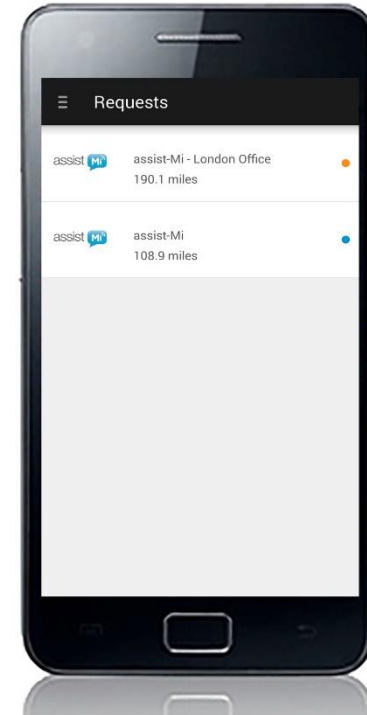 Requests
assist Mi
assist-Mi - London Office
190.1 miles
assist Mi
assist-Mi
108.9 miles